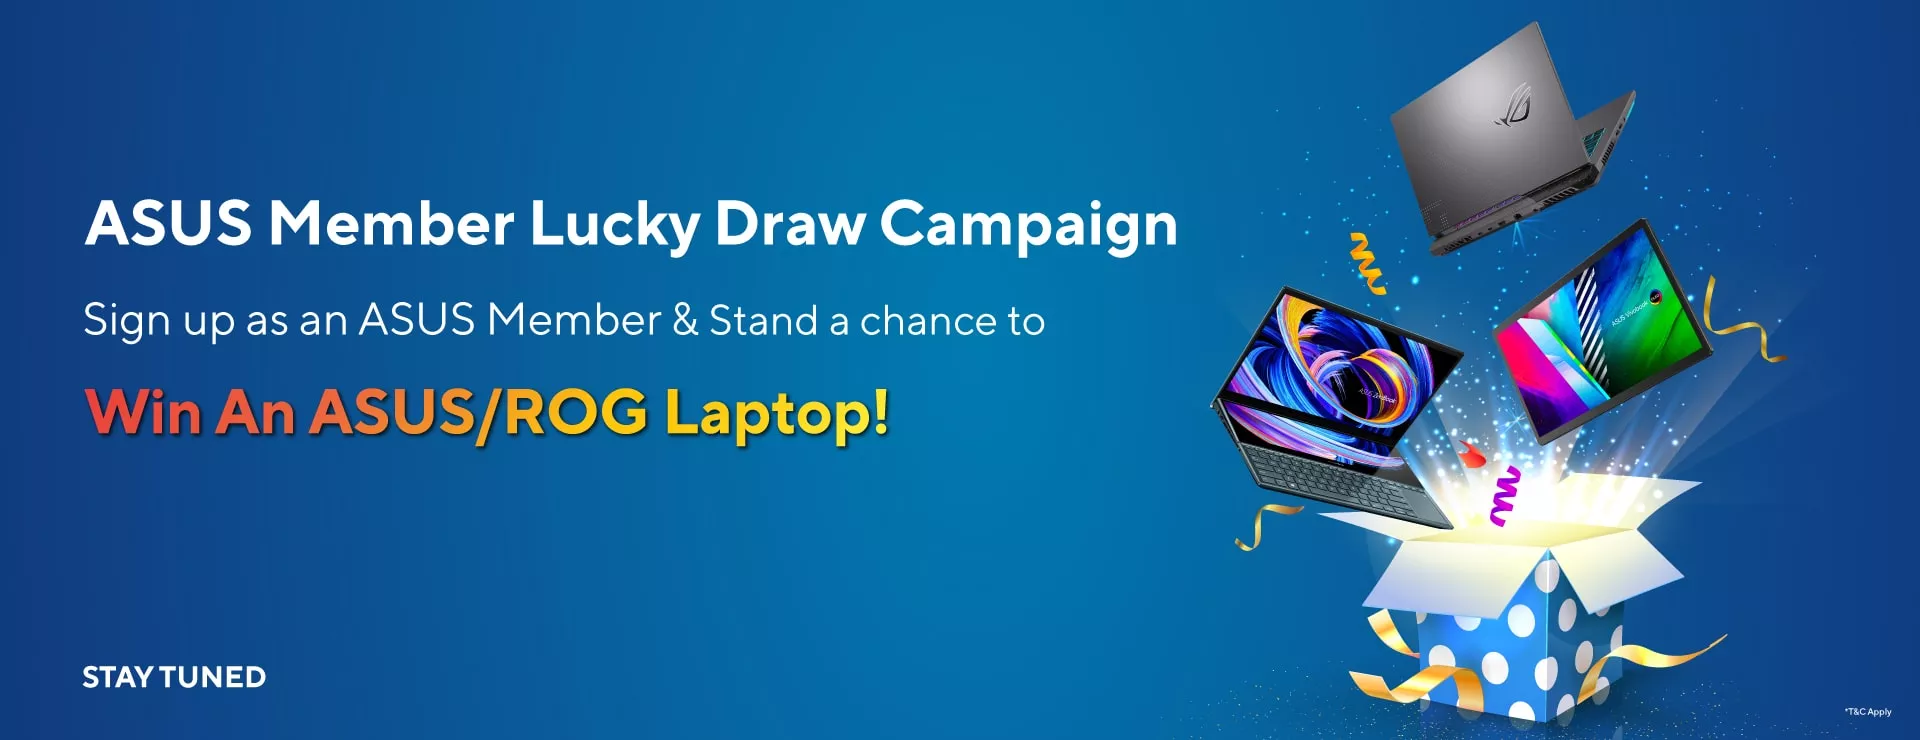 ASUS Member Lucky Draw Campaign
Sign up as an ASUS Member & Stand a chance to
Win An ASUS/ROG Laptop!
ASUS Vivobook
ASUS ZenBook
STAY TUNED
*T&C Apply